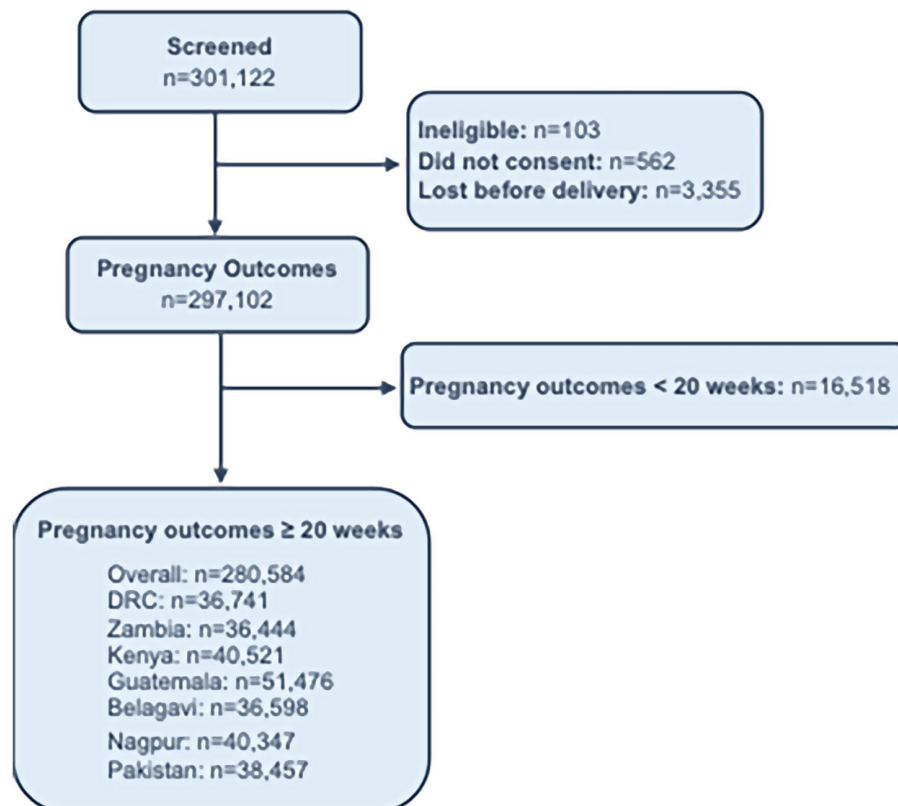 Screened
n=301,122
Ineligible: n=103
Did not consent: n=562
Lost before delivery: n=3,355
Pregnancy Outcomes
n=297,102
Pregnancy outcomes < 20 weeks: n=16,518
Pregnancy outcomes ≥ 20 weeks
Overall: n=280,584
DRC: n=36,741
Zambia: n=36,444
Kenya: n=40,521
Guatemala: n=51,476
Belagavi: n=36,598
Nagpur: n=40,347
Pakistan: n=38,457